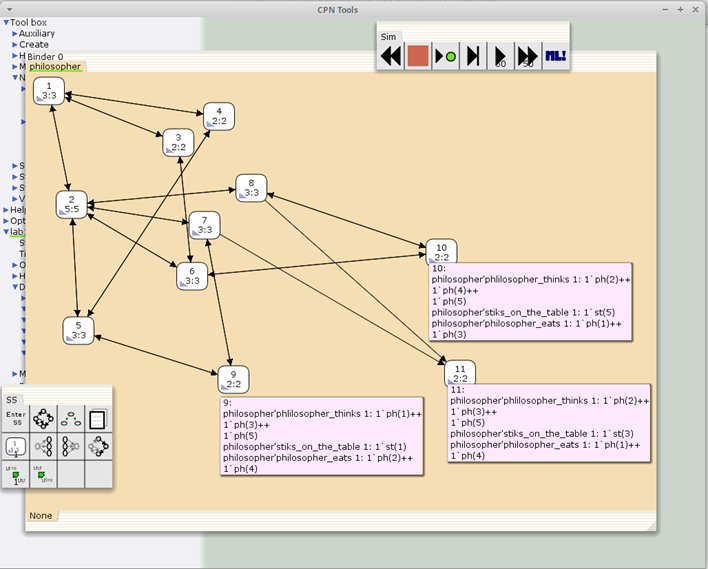 CPN Tools
Tool box
Auxiliary
Create
Sim
Binder 0
philosopher
50
50
ML!
1
3:3
4
2:2
3
2:2
8
3:3
2
5:5
7
3:3
Help
Opt
lab
10
2:2
6
3:3
10:
philosopher'phlilosopher_thinks 1: 1`ph(2)++
1`ph(4)++
1`ph(5)
philosopher'stiks_on_the_table 1: 1`st(5)
philosopher'philosopher_eats 1: 1`ph(1)++
1`ph(3)
5
3:3
11
2:2
9
2:2
11:
philosopher'phlilosopher_thinks 1: 1`ph(2)++
1`ph(3)++
1`ph(5)
philosopher'stiks_on_the_table 1: 1`st(3)
philosopher'philosopher_eats 1: 1`ph(1)++
1`ph(4)
9:
philosopher'phlilosopher_thinks 1: 1`ph(1)++
1`ph(3)++
1`ph(5)
philosopher'stiks_on_the_table 1: 1`st(1)
philosopher'philosopher_eats 1: 1`ph(2)++
1`ph(4)
SS
Enter
SS
None